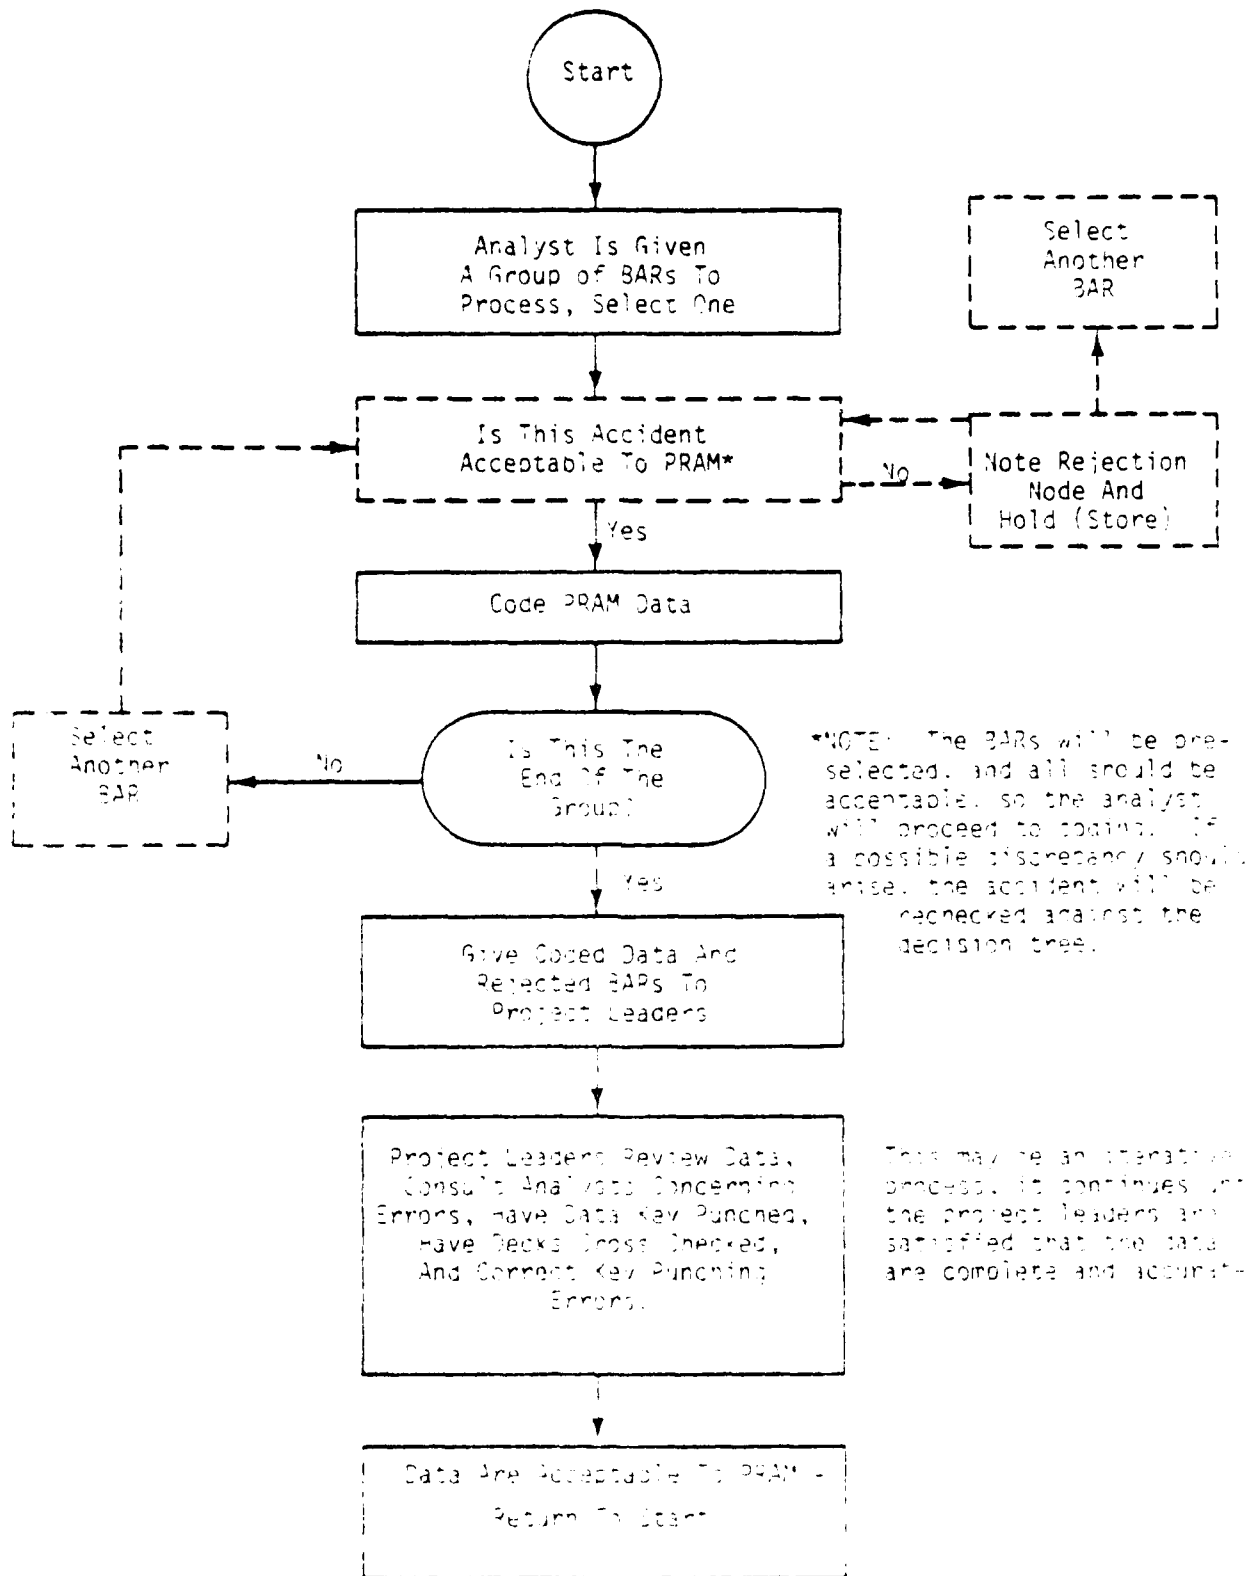 Start
Analyst Is Given
A Group of BARs To
Process, Select One
Select
Another
BAR
Is This Accident
Acceptable To PRAM*
No
Note Rejection
Node And
Hold (Store)
Yes
Code PRAM Data
Select
Another
BAR
No
Is This The
End Of The
Group?
*NOTE: The BARs will be pre-
selected, and all should be
acceptable, so the analyst
will proceed to coding. If
a possible discrepancy should
arise, the accident will be
rechecked against the
decision tree.
Yes
Give Coded Data And
Rejected BARs To
Project Leaders
Project Leaders Review Data,
Consult Analysts Concerning
Errors, Have Data Key Punched,
Have Decks Cross Checked,
And Correct Key Punching
Errors.
This may be an iterative
process, it continues
the project leaders are
satisfied that the data
are complete and
Data Are Acceptable To PRAM -
Return To Start